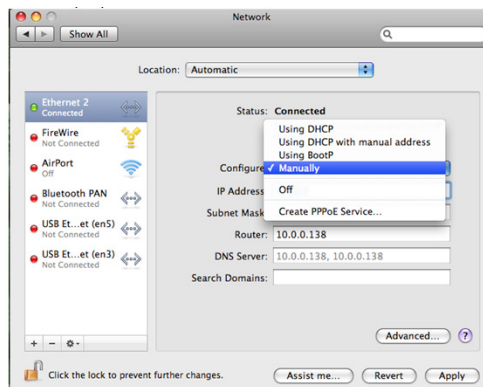 Network
Show All
Location: Automatic
Ethernet 2
Connected
FireWire
Not Connected
AirPort
Off
Bluetooth PAN
Not Connected
USB Et...et (en5)
Not Connected
USB Et...et (en3)
Not Connected
Status: Connected
Using DHCP
Using DHCP with manual address
Using BootP
Configure ✓ Manually
IP Address
Off
Subnet Mask
Create PPPoE Service...
Router: 10.0.0.138
DNS Server: 10.0.0.138, 10.0.0.138
Search Domains:
Advanced... ?
+ −
Click the lock to prevent further changes.
Assist me... Revert Apply